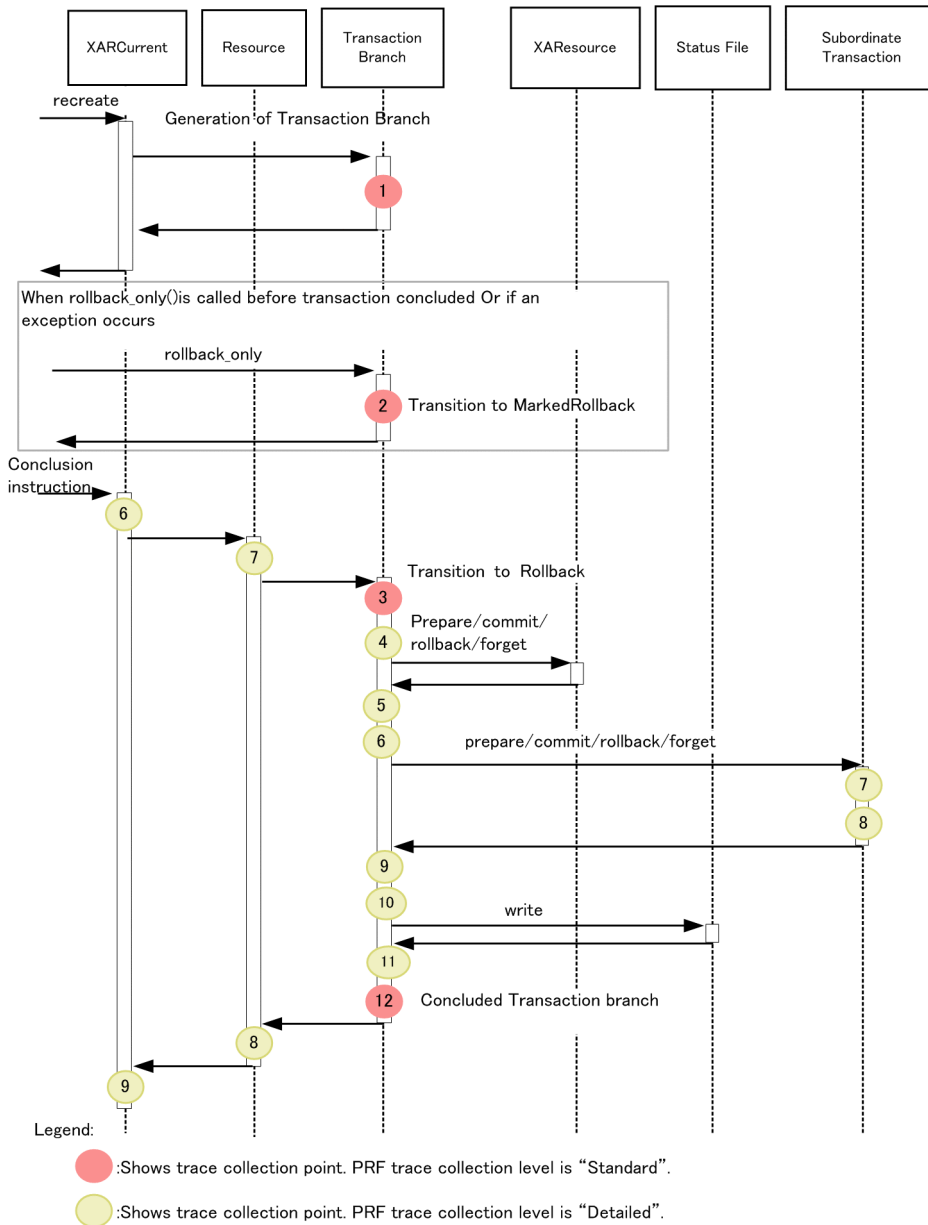 XARCurrent
Resource
Transaction
Branch
XAResource
Status File
Subordinate
Transaction
recreate
Generation of Transaction Branch
1
When rollback_only()is called before transaction concluded Or if an
exception occurs
rollback_only
2
Transition to MarkedRollback
Conclusion
instruction
6
7
Transition to Rollback
3
Prepare/commit/
rollback/forget
4
5
6
prepare/commit/rollback/forget
7
8
9
10
write
11
12
Concluded Transaction branch
8
9
Legend:
:Shows trace collection point. PRF trace collection level is “Standard”.
:Shows trace collection point. PRF trace collection level is “Detailed”.